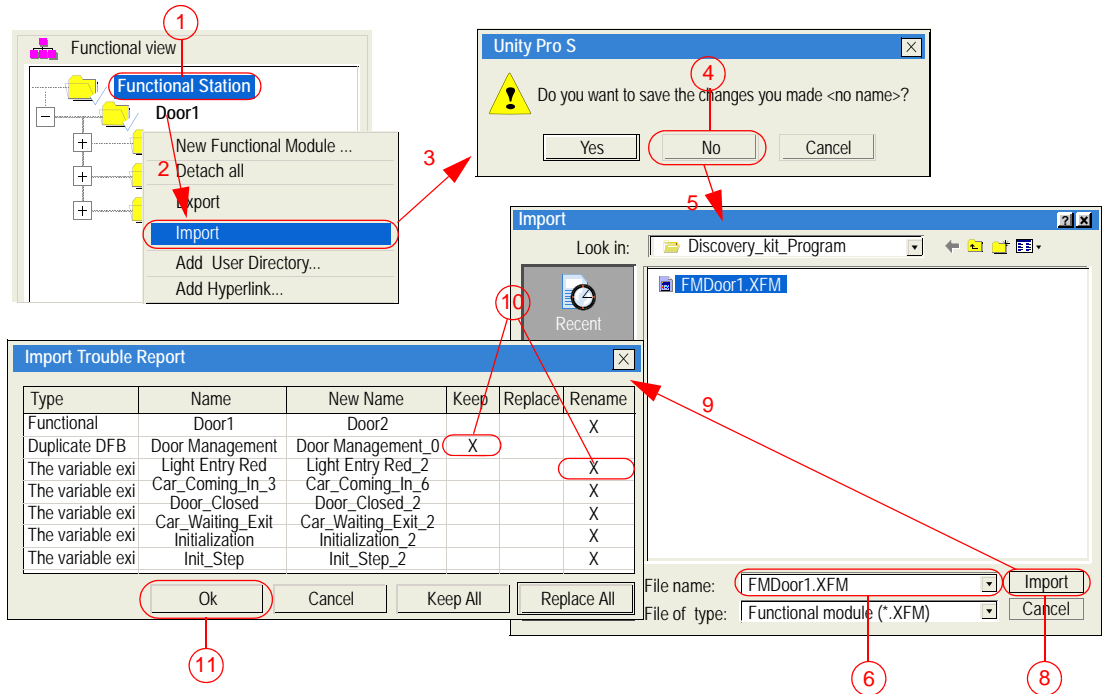 1
Functional view
Functional Station
Door1
New Functional Module ...
2
Detach all
Export
Import
Add User Directory...
Add Hyperlink...
3
Unity Pro S
4
Do you want to save the changes you made <no name>?
Yes No Cancel
5
Import
Look in: Discovery_kit_Program
FMDoor1.XFM
Recent
10
9
Import Trouble Report
Type Name New Name Keep Replace Rename
Functional Door1 Door2 X
Duplicate DFB Door Management Door Management_0 X
The variable exi Light Entry Red Light Entry Red_2 X
The variable exi Car_Coming_In_3 Car_Coming_In_6 X
The variable exi Door_Closed Door_Closed_2 X
The variable exi Car_Waiting_Exit Car_Waiting_Exit_2 X
Initialization Initialization_2
The variable exi Init_Step Init_Step_2 X
Ok Cancel Keep All Replace All
File name: FMDoor1.XFM Import
File of type: Functional module (*.XFM) Cancel
11
6
8